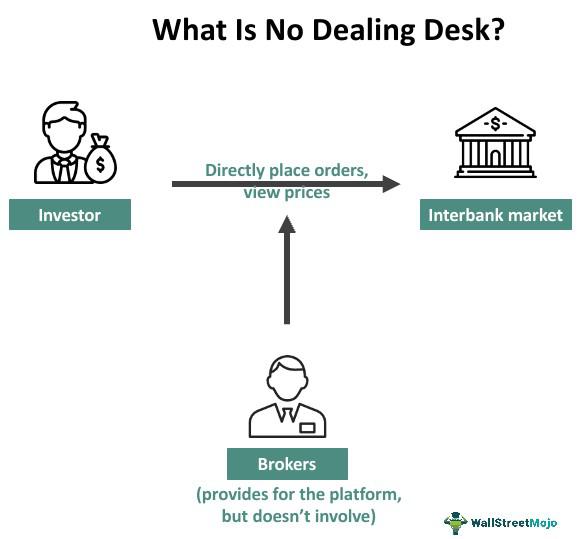 What Is No Dealing Desk?
Directly place orders,
view prices
Investor
Interbank market
Brokers
(provides for the platform,
but doesn't involve)
WallStreetMojo